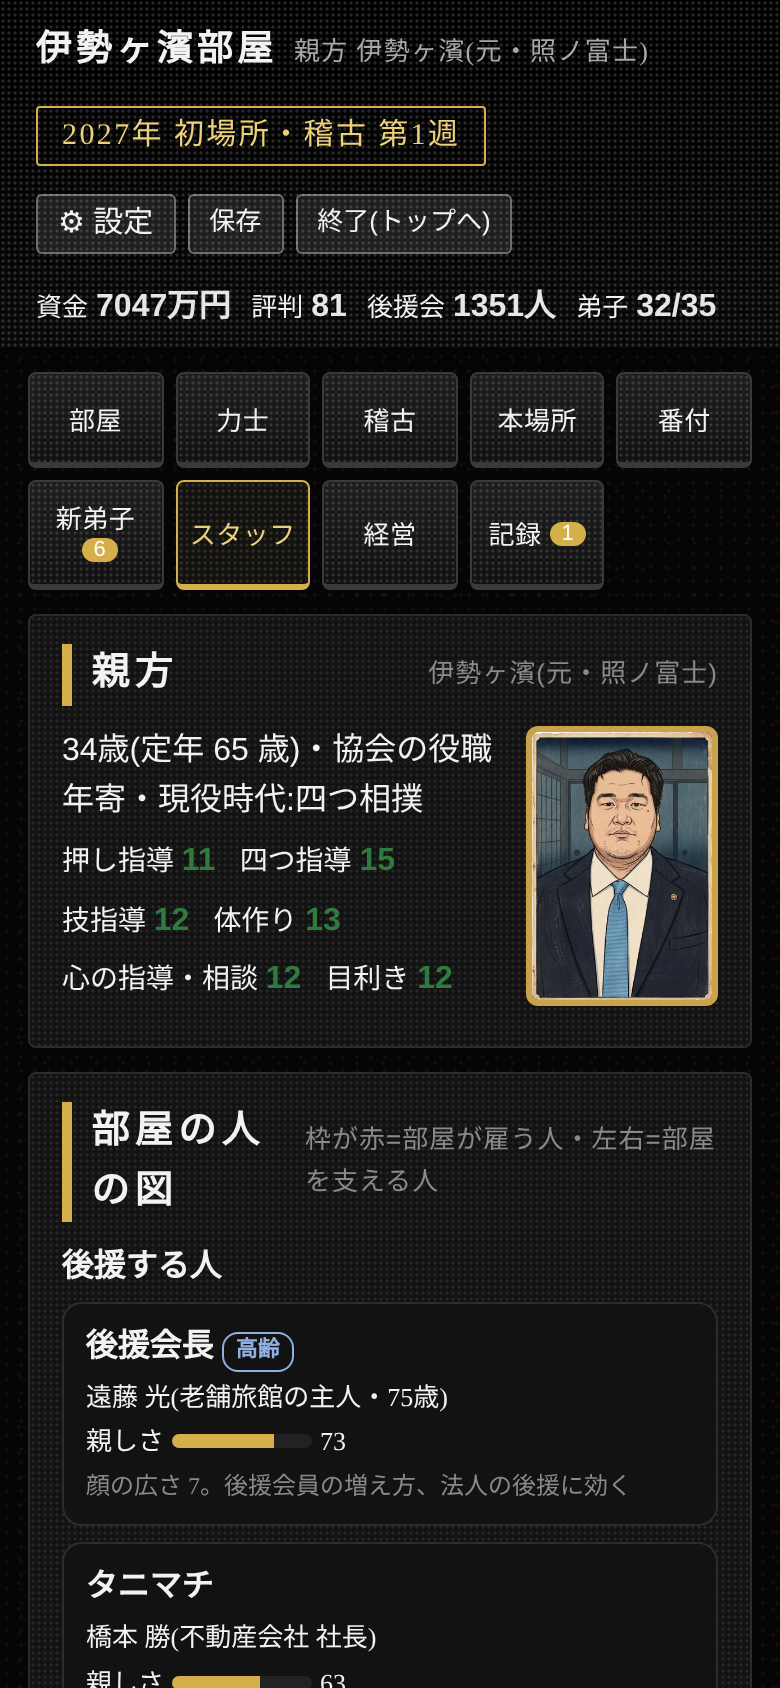 伊勢ヶ濱部屋 親方 伊勢ヶ濱(元・照ノ富士)
2027年 初場所・稽古 第1週
⚙ 設定 保存 終了(トップへ)
資金 7047万円 評判 81 後援会 1351人 弟子 32/35
部屋 力士 稽古 本場所 番付
新弟子 6 スタッフ 経営 記録 1
親方 伊勢ヶ濱(元・照ノ富士)
34歳(定年 65 歳)・協会の役職
年寄・現役時代:四つ相撲
押し指導 11 四つ指導 15
技指導 12 体作り 13
心の指導・相談 12 目利き 12
部屋の人
の図
枠が赤=部屋が雇う人・左右=部屋
を支える人
後援する人
後援会長 高齢
遠藤 光(老舗旅館の主人・75歳)
親しさ 73
顔の広さ 7。後援会員の増え方、法人の後援に効く
タニマチ
橋本 勝(不動産会社 社長)
親しさ 63